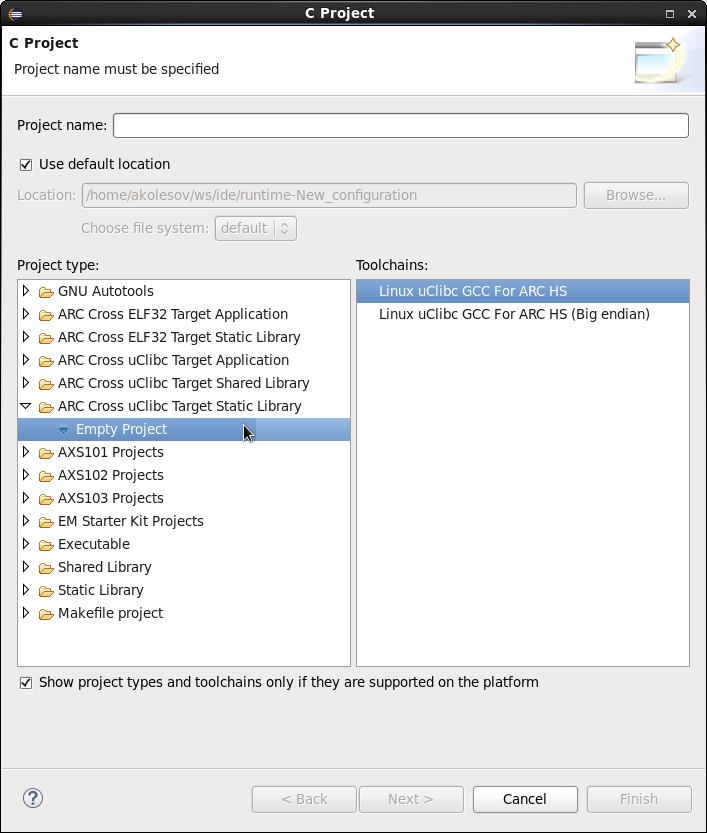 C Project
C Project
Project name must be specified
Project name:
Use default location
Location: /home/akolesov/ws/ide/runtime-New_configuration Browse...
Choose file system: default
Project type:
GNU Autotools
ARC Cross ELF32 Target Application
ARC Cross ELF32 Target Static Library
ARC Cross uClibc Target Application
ARC Cross uClibc Target Shared Library
ARC Cross uClibc Target Static Library
Empty Project
AXS101 Projects
AXS102 Projects
AXS103 Projects
EM Starter Kit Projects
Executable
Shared Library
Static Library
Makefile project
Toolchains:
Linux uClibc GCC For ARC HS
Linux uClibc GCC For ARC HS (Big endian)
Show project types and toolchains only if they are supported on the platform
? < Back Next > Cancel Finish